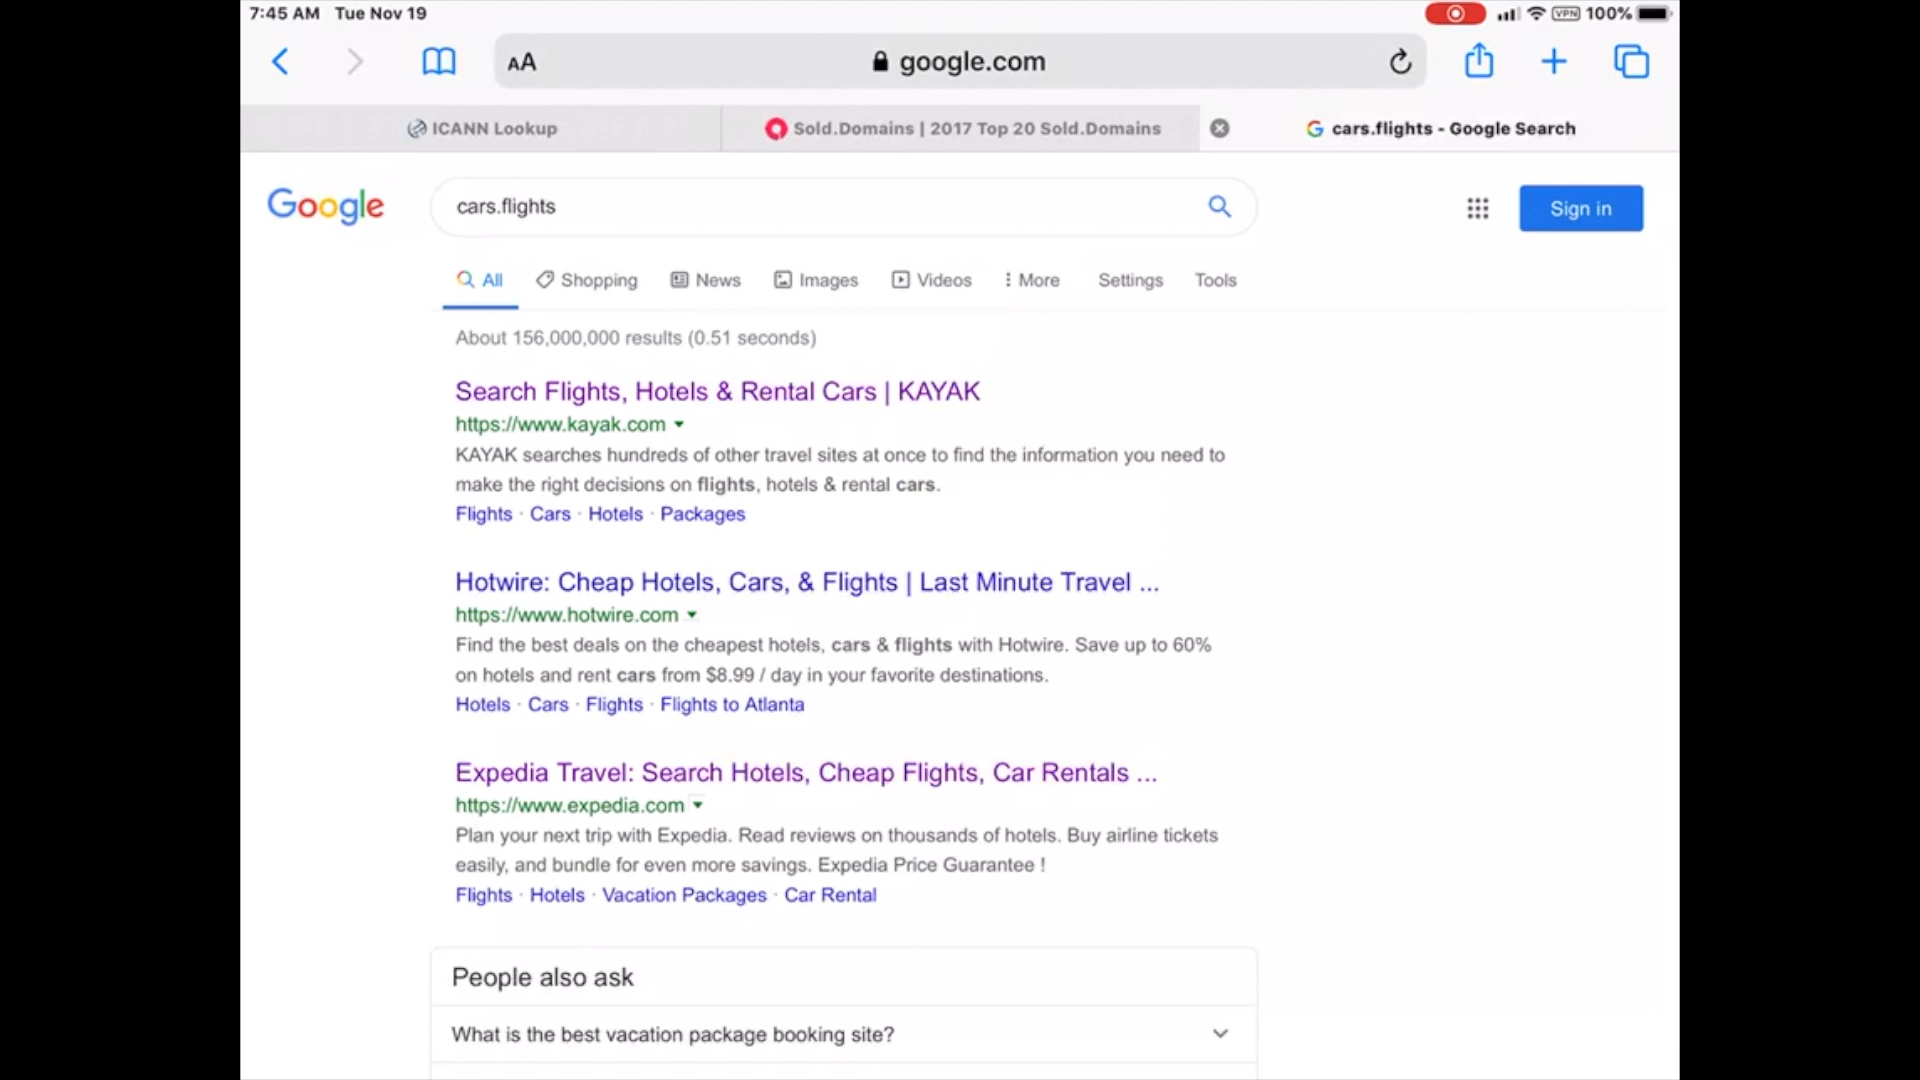 7:45 AM Tue Nov 19
VPN 100%
AA google.com
ICANN Lookup
Sold.Domains | 2017 Top 20 Sold.Domains
cars.flights - Google Search
Google
cars.flights
Sign in
All Shopping News Images Videos More Settings Tools
About 156,000,000 results (0.51 seconds)
Search Flights, Hotels & Rental Cars | KAYAK
https://www.kayak.com
KAYAK searches hundreds of other travel sites at once to find the information you need to
make the right decisions on flights, hotels & rental cars.
Flights · Cars · Hotels · Packages
Hotwire: Cheap Hotels, Cars, & Flights | Last Minute Travel ...
https://www.hotwire.com
Find the best deals on the cheapest hotels, cars & flights with Hotwire. Save up to 60%
on hotels and rent cars from $8.99 / day in your favorite destinations.
Hotels · Cars · Flights · Flights to Atlanta
Expedia Travel: Search Hotels, Cheap Flights, Car Rentals ...
https://www.expedia.com
Plan your next trip with Expedia. Read reviews on thousands of hotels. Buy airline tickets
easily, and bundle for even more savings. Expedia Price Guarantee !
Flights · Hotels · Vacation Packages · Car Rental
People also ask
What is the best vacation package booking site?